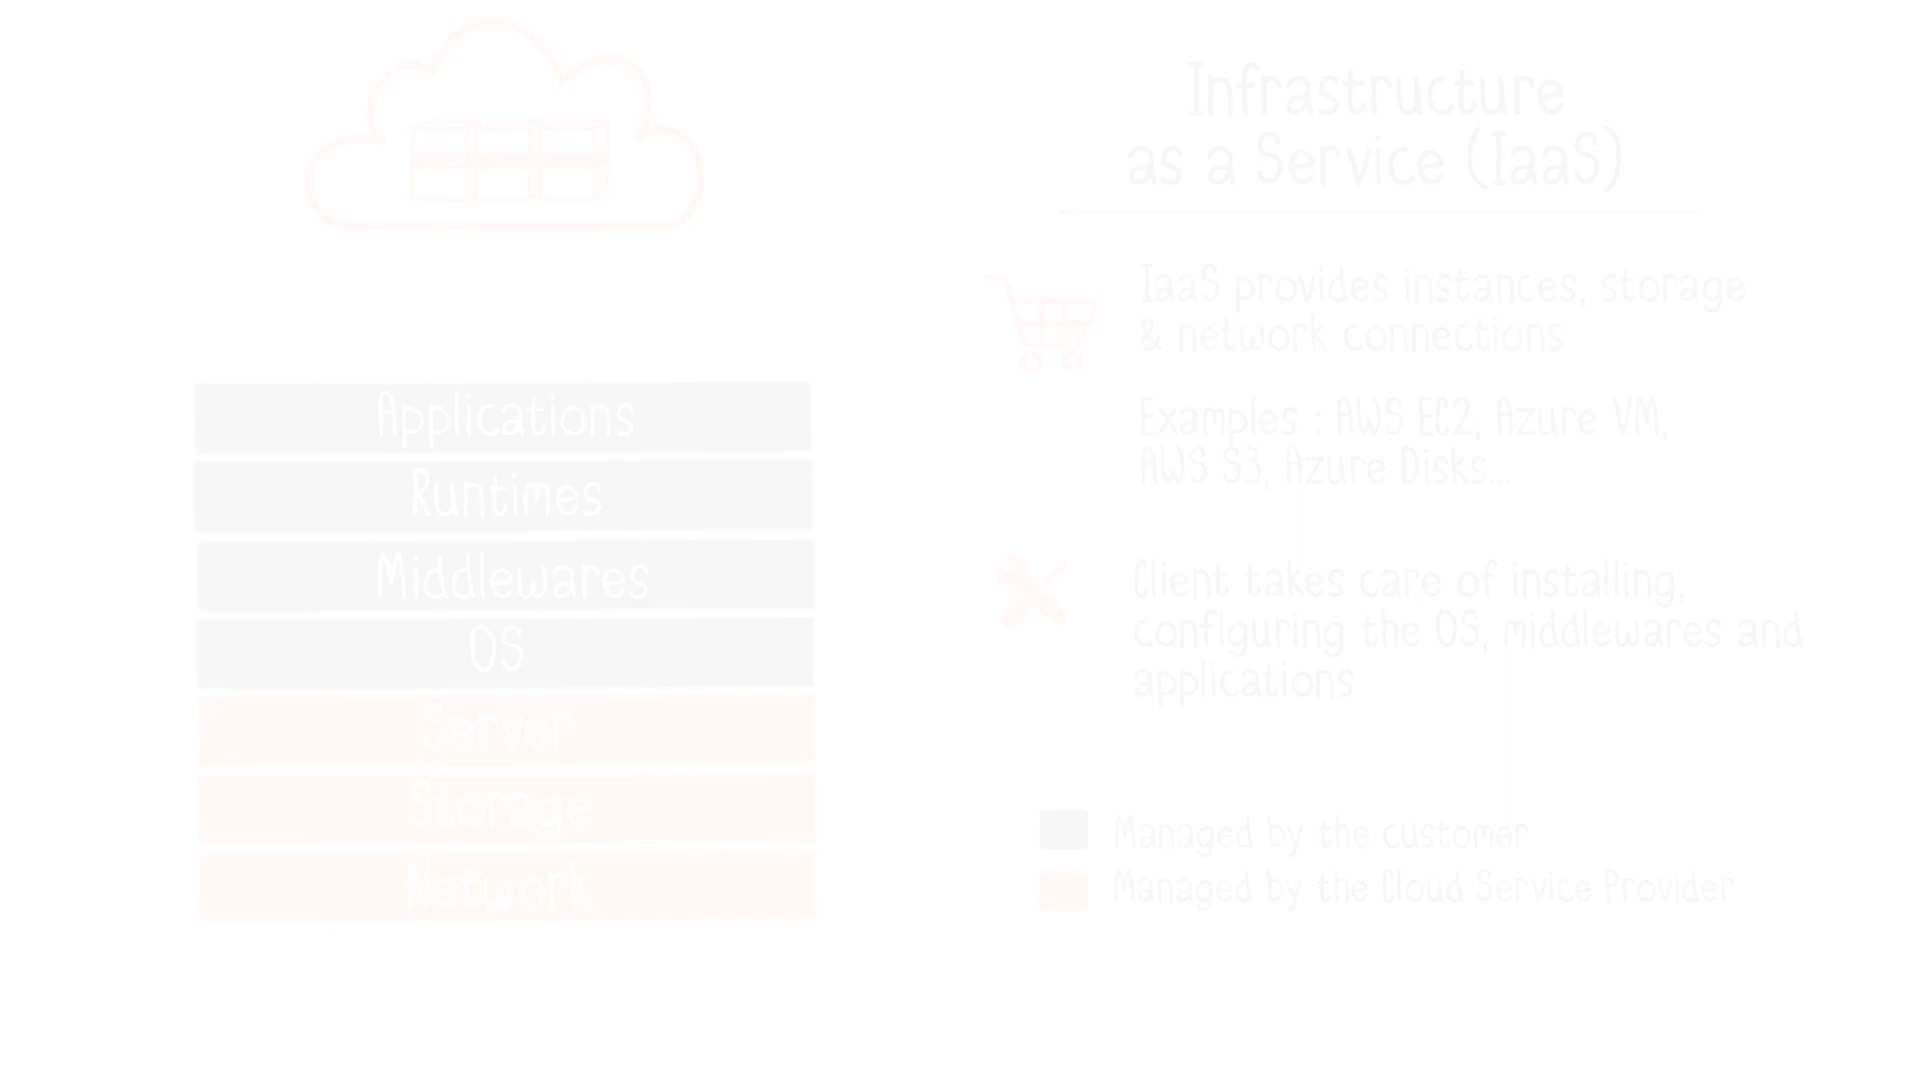 Infrastructure
as a Service (IaaS)
IaaS provides instances, storage
& network connections
Examples : AWS EC2, Azure VM,
AWS S3, Azure Disks...
Client takes care of installing,
configuring the OS, middlewares and
applications
Applications
Runtimes
Middlewares
OS
Server
Storage
Network
Managed by the customer
Managed by the Cloud Service Provider